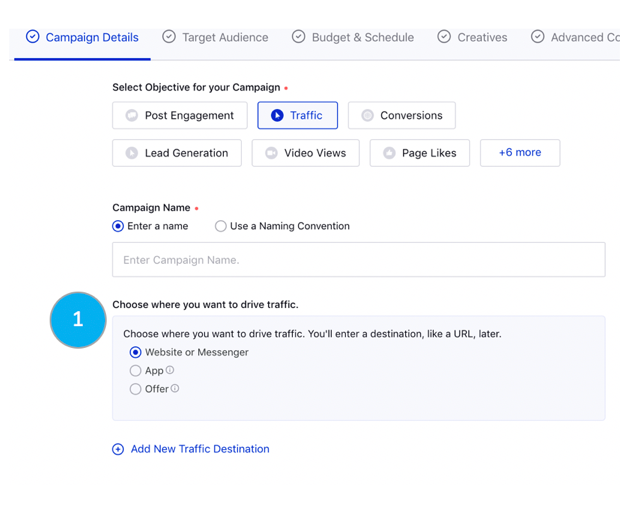 Campaign Details Target Audience Budget & Schedule Creatives Advanced Co
Select Objective for your Campaign •
Post Engagement Traffic Conversions
Lead Generation Video Views Page Likes +6 more
Campaign Name •
Enter a name Use a Naming Convention
Enter Campaign Name.
1
Choose where you want to drive traffic.
Choose where you want to drive traffic. You'll enter a destination, like a URL, later.
Website or Messenger
App
Offer
Add New Traffic Destination